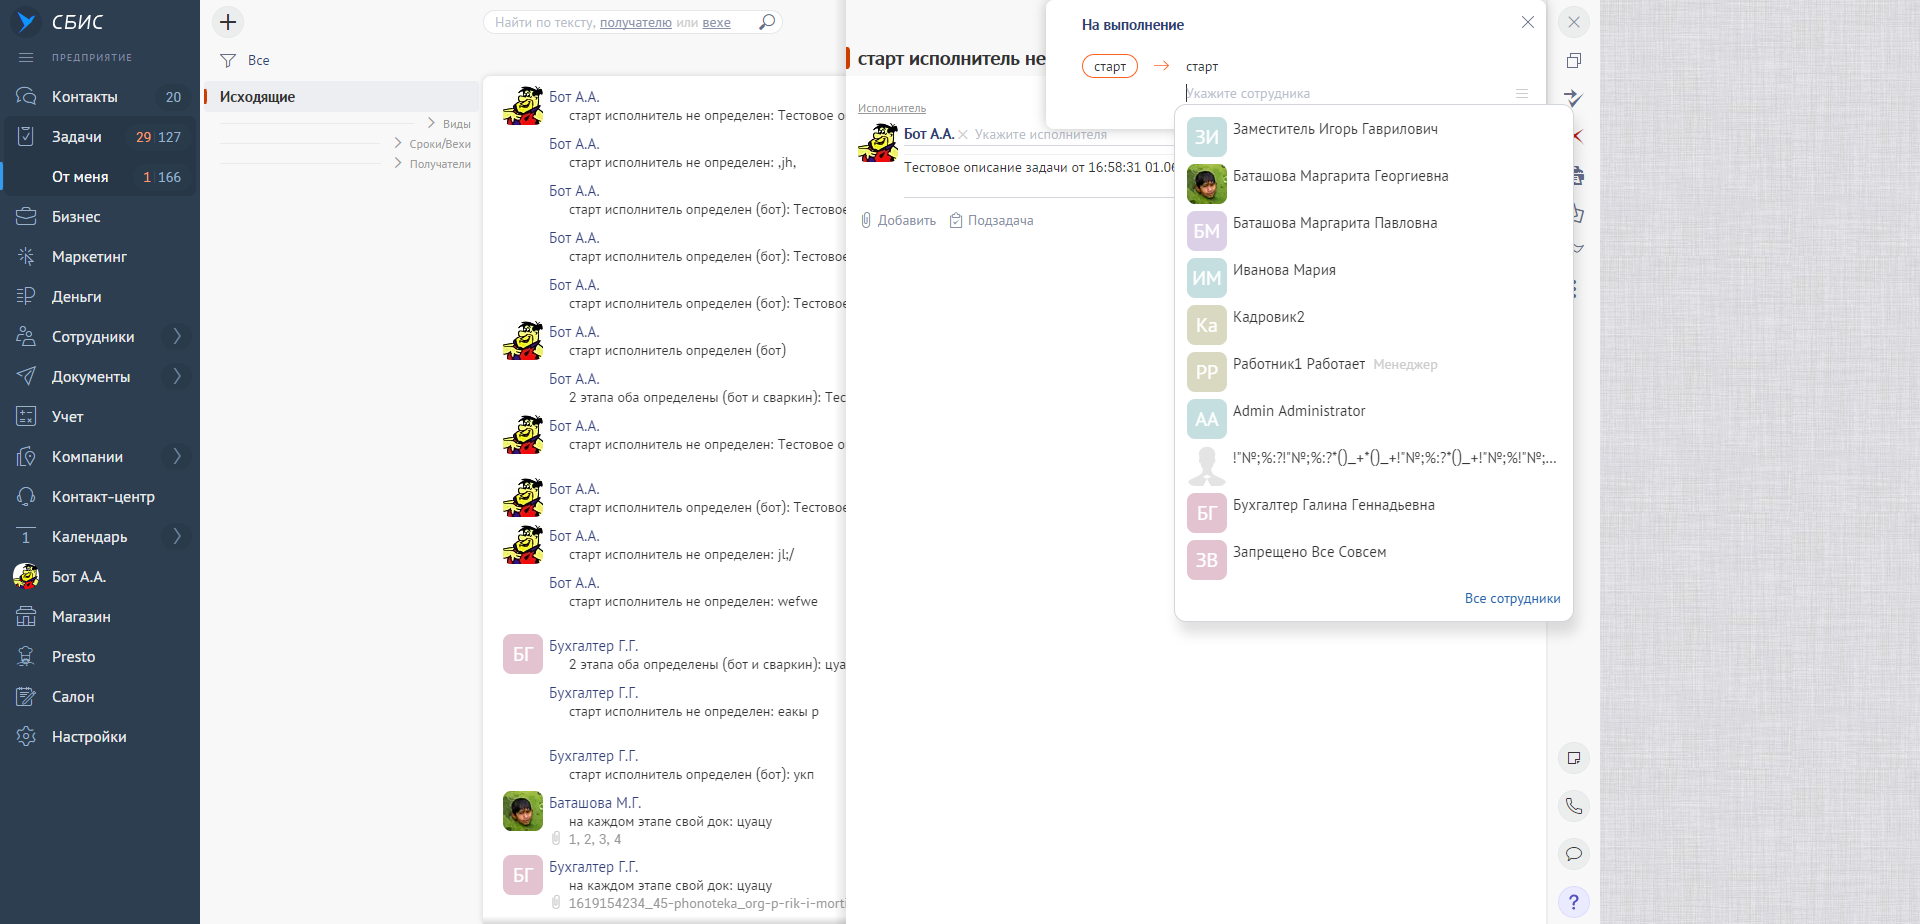 СБИС
ПРЕДПРИЯТИЕ
Контакты 20
Задачи 29 127
От меня 1 166
Бизнес
Маркетинг
Деньги
Сотрудники
Документы
Учет
Компании
Контакт-центр
1 Календарь
Бот А.А.
Магазин
Presto
Салон
Настройки
Найти по тексту, получателю или вехе
Все
Исходящие
Виды
Сроки/Вехи
Получатели
Бот А.А.
старт исполнитель не определен: Тестовое о
Бот А.А.
старт исполнитель не определен: ,jh,
Бот А.А.
старт исполнитель определен (бот): Тестовое
Бот А.А.
старт исполнитель определен (бот): Тестовое
Бот А.А.
старт исполнитель определен (бот): Тестовое
Бот А.А.
старт исполнитель определен (бот)
Бот А.А.
2 этапа оба определены (бот и сваркин): Тес
Бот А.А.
старт исполнитель не определен: Тестовое о
Бот А.А.
старт исполнитель определен (бот): Тестовое
Бот А.А.
старт исполнитель не определен: jl;/
Бот А.А.
старт исполнитель не определен: wefwe
БГ
Бухгалтер Г.Г.
2 этапа оба определены (бот и сваркин): цуа
Бухгалтер Г.Г.
старт исполнитель не определен: еакы р
Бухгалтер Г.Г.
старт исполнитель определен (бот): укп
Баташова М.Г.
на каждом этапе свой док: цуацу
1, 2, 3, 4
БГ
Бухгалтер Г.Г.
на каждом этапе свой док: цуацу
1619154234_45-phonoteka_org-p-rik-i-morti
старт исполнитель не
Исполнитель
Бот А.А. Укажите исполнителя
Тестовое описание задачи от 16:58:31 01.06
Добавить Подзадача
На выполнение
старт старт
Укажите сотрудника
ЗИ Заместитель Игорь Гаврилович
Баташова Маргарита Георгиевна
БМ Баташова Маргарита Павловна
ИМ Иванова Мария
Ка Кадровик2
РР Работник1 Работает Менеджер
AA Admin Administrator
!"№;%:?!"№;%:?*()_+*()_+!"№;%:?*()_+!"№;%!"№;...
БГ Бухгалтер Галина Геннадьевна
ЗВ Запрещено Все Совсем
Все сотрудники
?